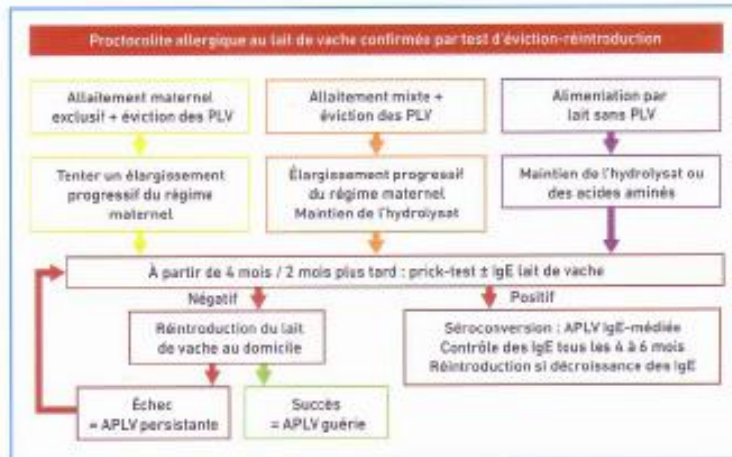 Proctocolite allergique au lait de vache confirmées par test d'éviction-réintroduction
Allaitement maternel
exclusif + éviction des PLV
Allaitement mixte +
éviction des PLV
Alimentation par
lait sans PLV
Tenter un élargissement
progressif du régime
maternel
Élargissement progressif
du régime maternel
Maintien de l'hydrolysat
Maintien de l'hydrolysat ou
des acides aminés
À partir de 4 mois / 2 mois plus tard : prick-test ± IgE lait de vache
Négatif
Positif
Réintroduction du lait
de vache au domicile
Séroconversion : APLV IgE-médiée
Contrôle des IgE tous les 4 à 6 mois
Réintroduction si décroissance des IgE
Échec
= APLV persistante
Succès
= APLV guérie